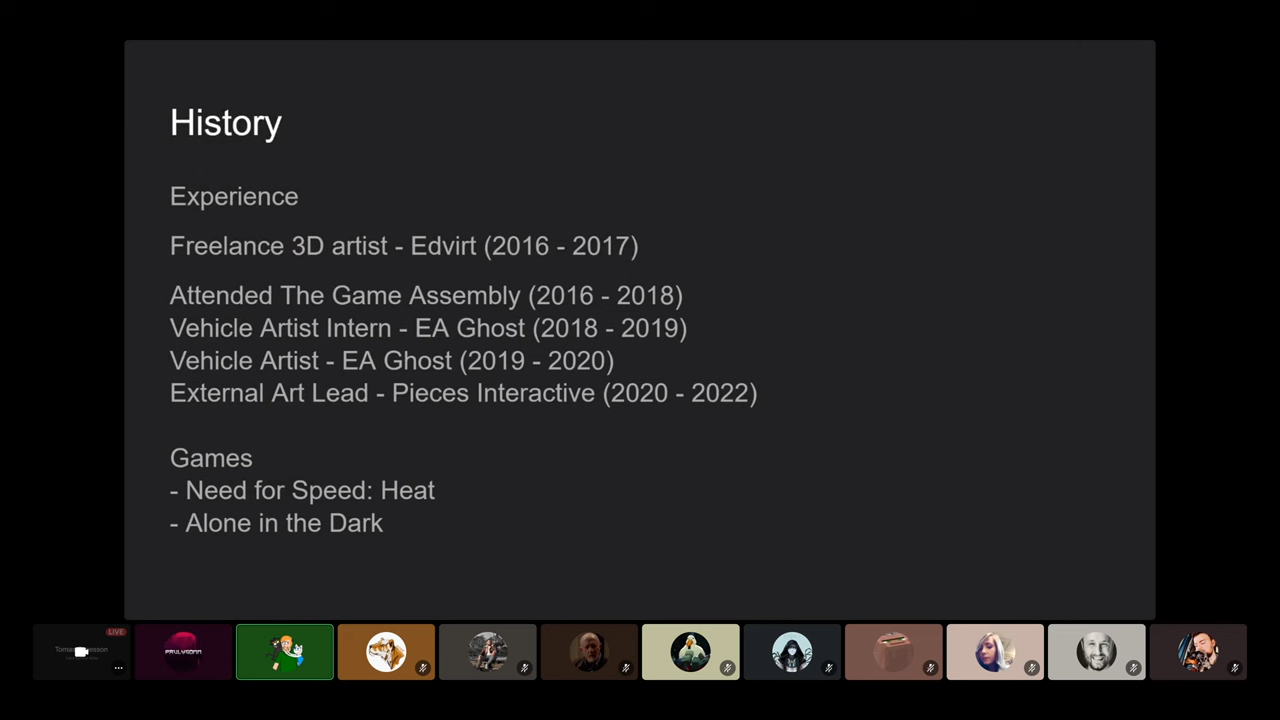 History
Experience
Freelance 3D artist - Edvirt (2016 - 2017)
Attended The Game Assembly (2016 - 2018)
Vehicle Artist Intern - EA Ghost (2018 - 2019)
Vehicle Artist - EA Ghost (2019 - 2020)
External Art Lead - Pieces Interactive (2020 - 2022)
Games
- Need for Speed: Heat
- Alone in the Dark
LIVE